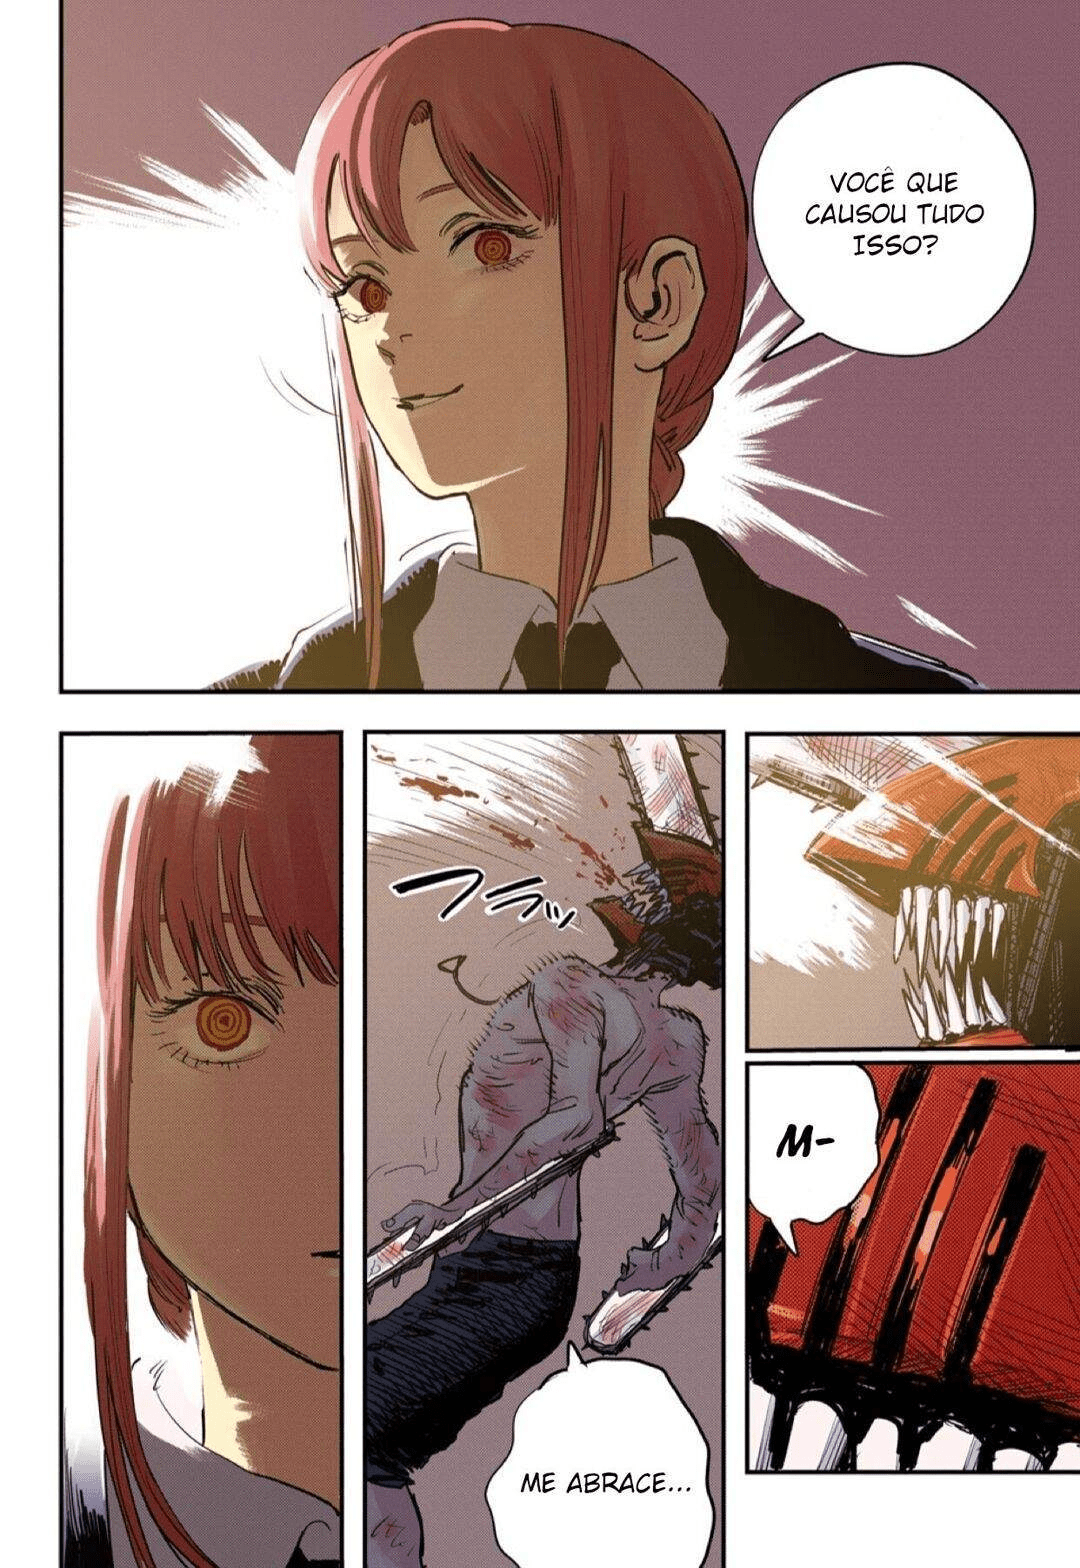 VOCÊ QUE
CAUSOU TUDO
ISSO?
M-
フラッ
ME ABRACE...